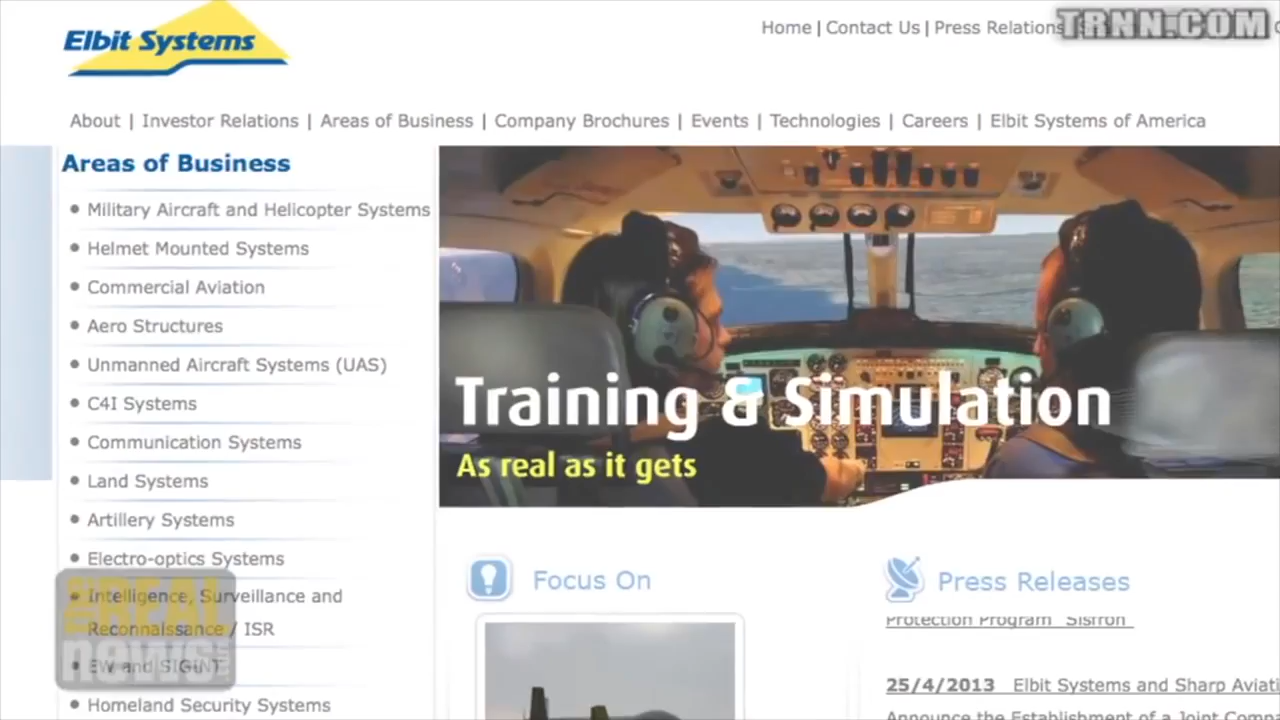 Elbit Systems
Home | Contact Us | Press Relations
TRNN.COM
About | Investor Relations | Areas of Business | Company Brochures | Events | Technologies | Careers | Elbit Systems of America
Areas of Business
• Military Aircraft and Helicopter Systems
• Helmet Mounted Systems
• Commercial Aviation
• Aero Structures
• Unmanned Aircraft Systems (UAS)
• C4I Systems
• Communication Systems
• Land Systems
• Artillery Systems
• Electro-optics Systems
• Intelligence, Surveillance and
Reconnaissance / ISR
• EW and SIGINT
• Homeland Security Systems
Training & Simulation
As real as it gets
Focus On
Press Releases
Protection Program "Sisfron"
25/4/2013 Elbit Systems and Sharp Aviati
Announce the Establishment of a Joint Comp
THE REAL
news